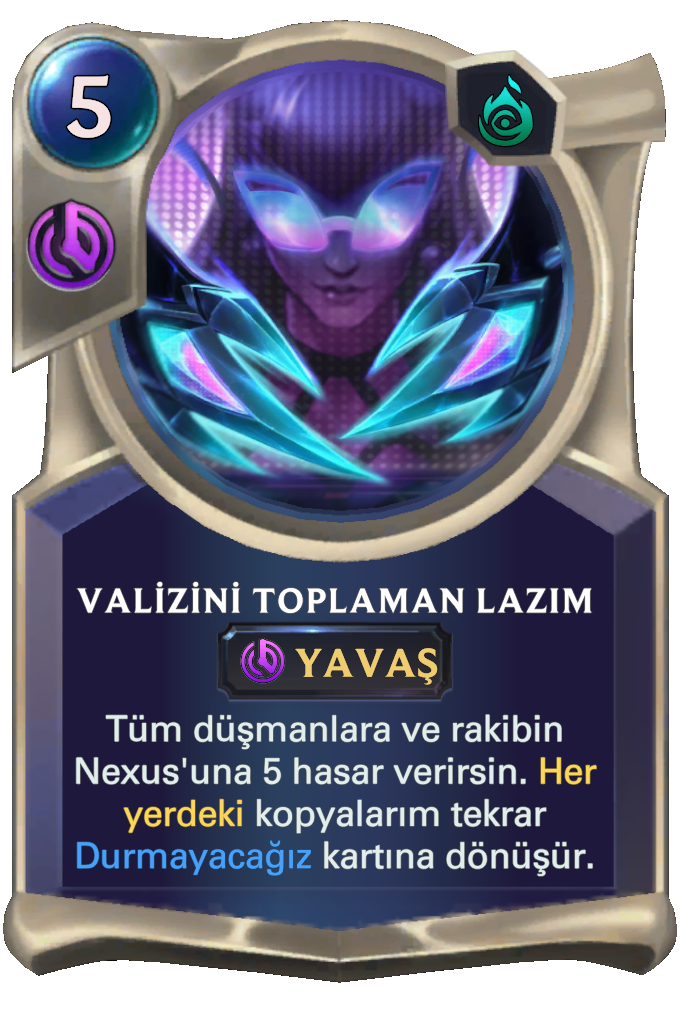 5
VALİZİNİ TOPLAMAN LAZIM
YAVAŞ
Tüm düşmanlara ve rakibin
Nexus'una 5 hasar verirsin. Her
yerdeki kopyalarım tekrar
Durmayacağız kartına dönüşür.